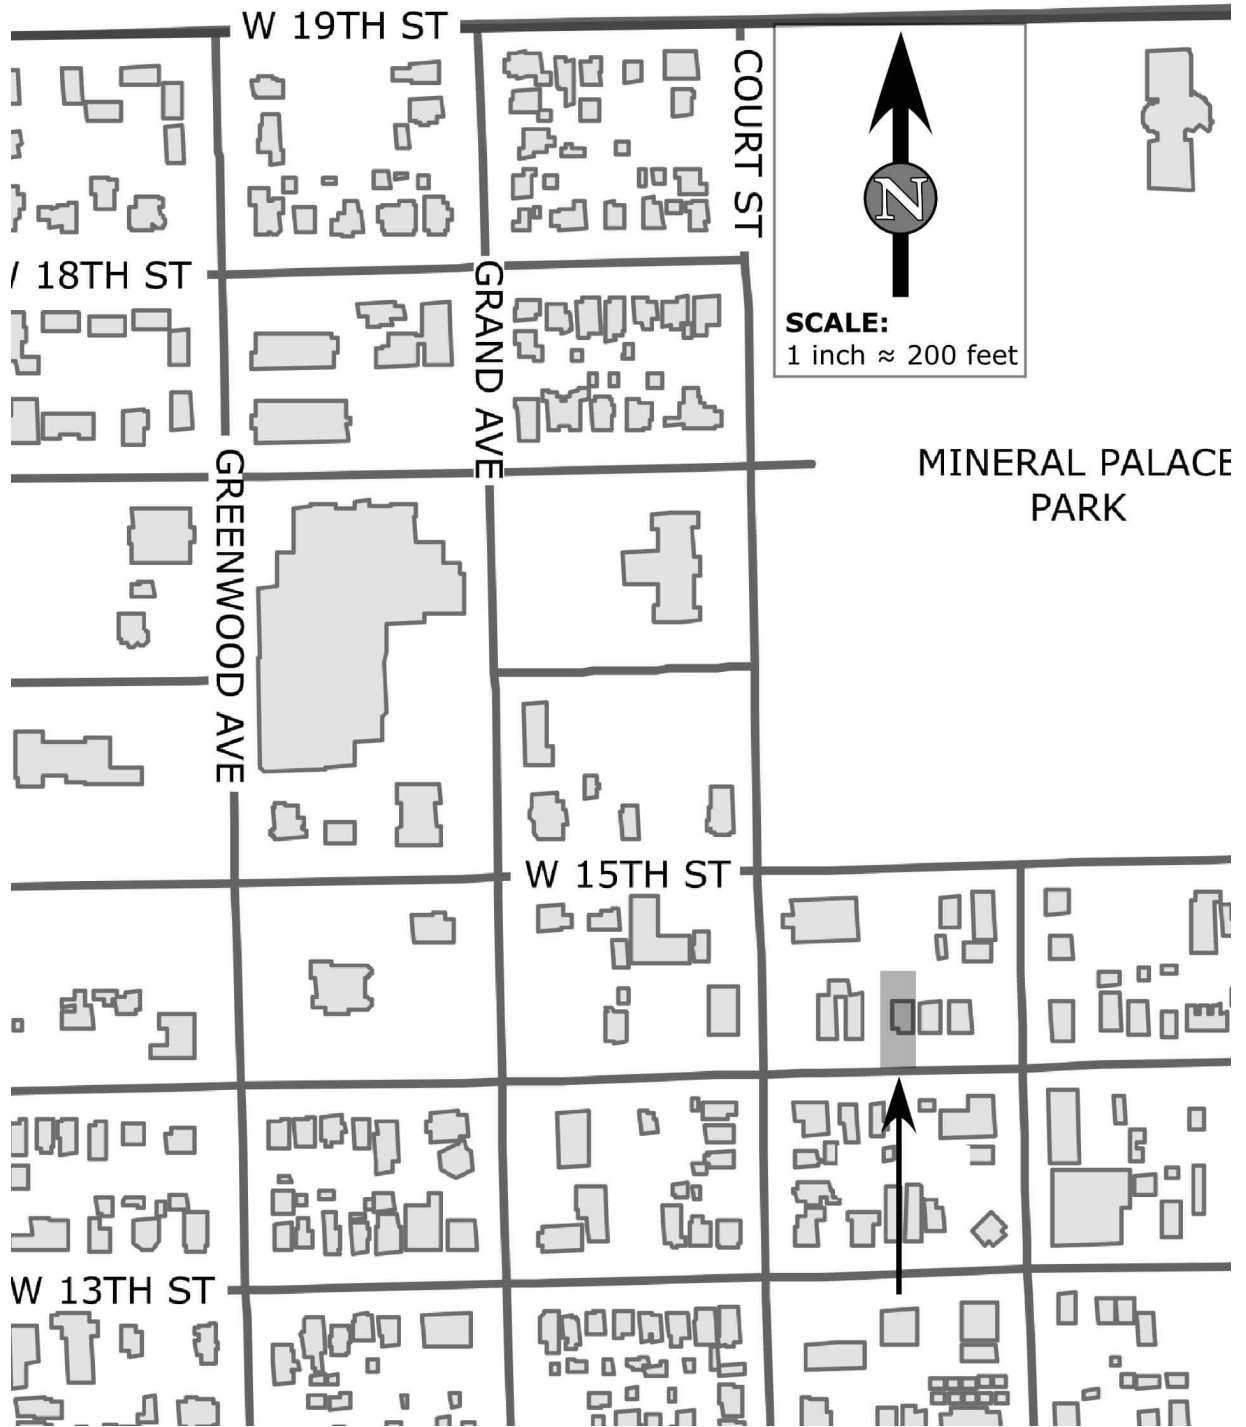 W 19TH ST
COURT ST
N
W 18TH ST
GRAND AVE
SCALE:
1 inch ≈ 200 feet
GREENWOOD AVE
MINERAL PALACE
PARK
W 15TH ST
W 13TH ST